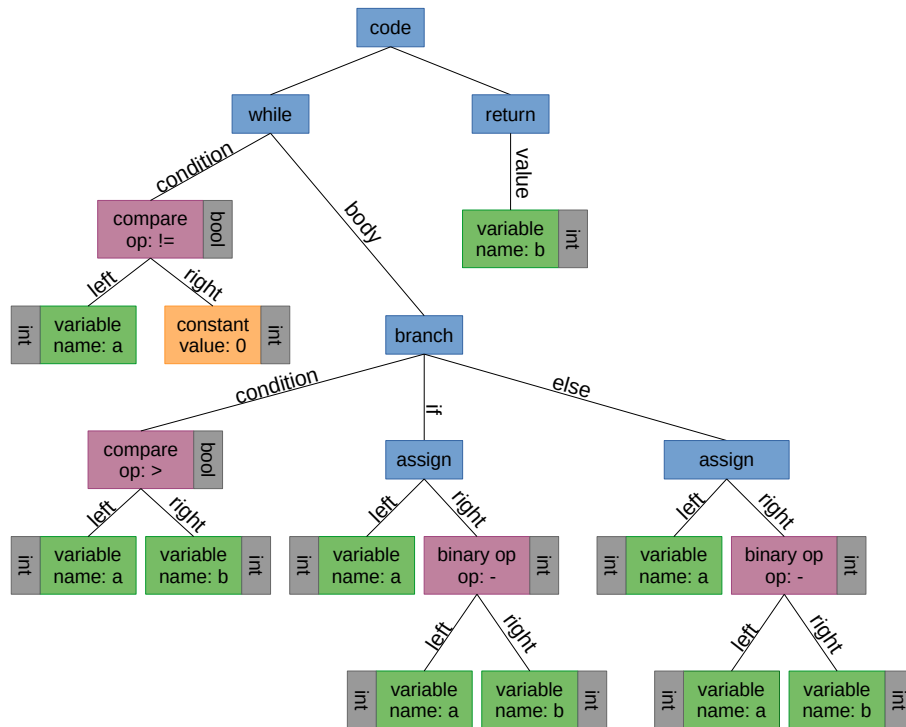 code
while
return
condition
body
value
compare
op: !=
bool
variable
name: b
int
left
right
int
variable
name: a
constant
value: 0
int
branch
condition
if
else
compare
op: >
bool
assign
assign
left
right
left
right
left
right
int
variable
name: a
variable
name: b
int
int
variable
name: a
binary op
op: -
int
int
variable
name: a
binary op
op: -
int
left
right
left
right
int
variable
name: a
variable
name: b
int
int
variable
name: a
variable
name: b
int